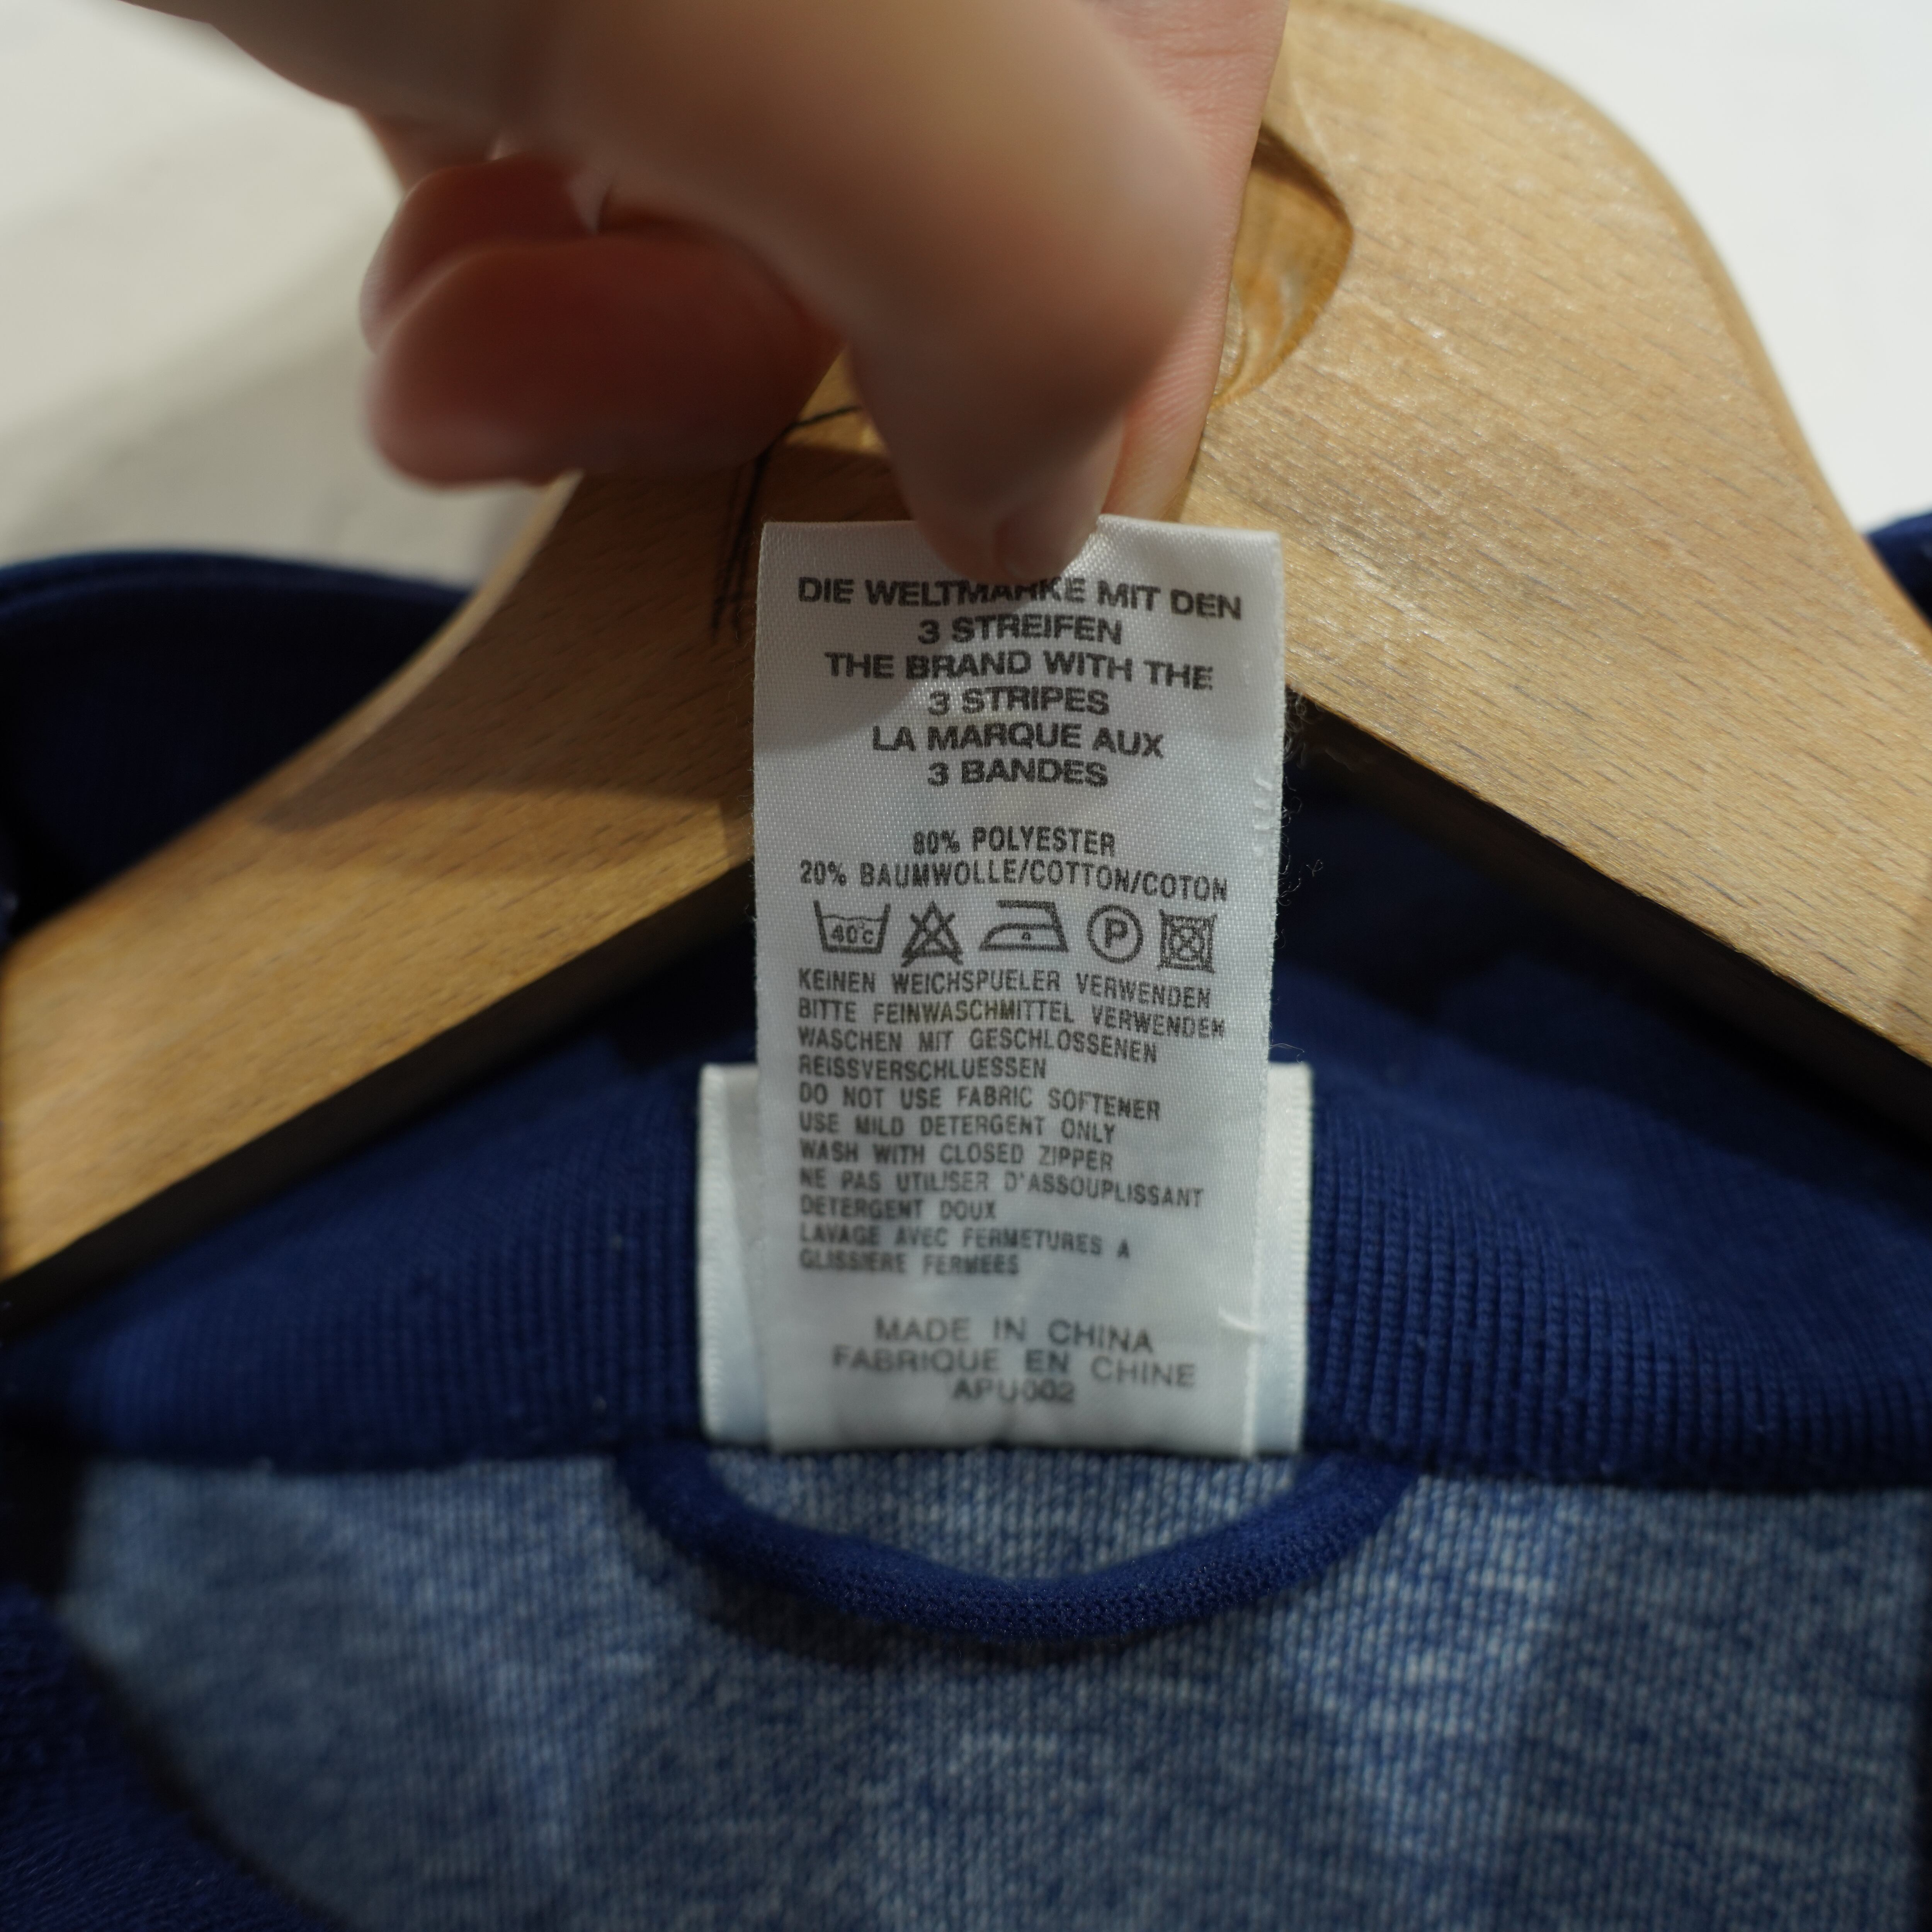 DIE WELTMARKE MIT DEN
3 STREIFEN
THE BRAND WITH THE
3 STRIPES
LA MARQUE AUX
3 BANDES
80% POLYESTER
20% BAUMWOLLE/COTTON/COTON
40°C P
KEINEN WEICHSPUELER VERWENDEN
BITTE FEINWASCHMITTEL VERWENDEN
WASCHEN MIT GESCHLOSSENEN
REISSVERSCHLUESSEN
DO NOT USE FABRIC SOFTENER
USE MILD DETERGENT ONLY
WASH WITH CLOSED ZIPPER
NE PAS UTILISER D'ASSOUPLISSANT
DETERGENT DOUX
LAVAGE AVEC FERMETURES A
GLISSIERE FERMEES
MADE IN CHINA
FABRIQUE EN CHINE
APU002